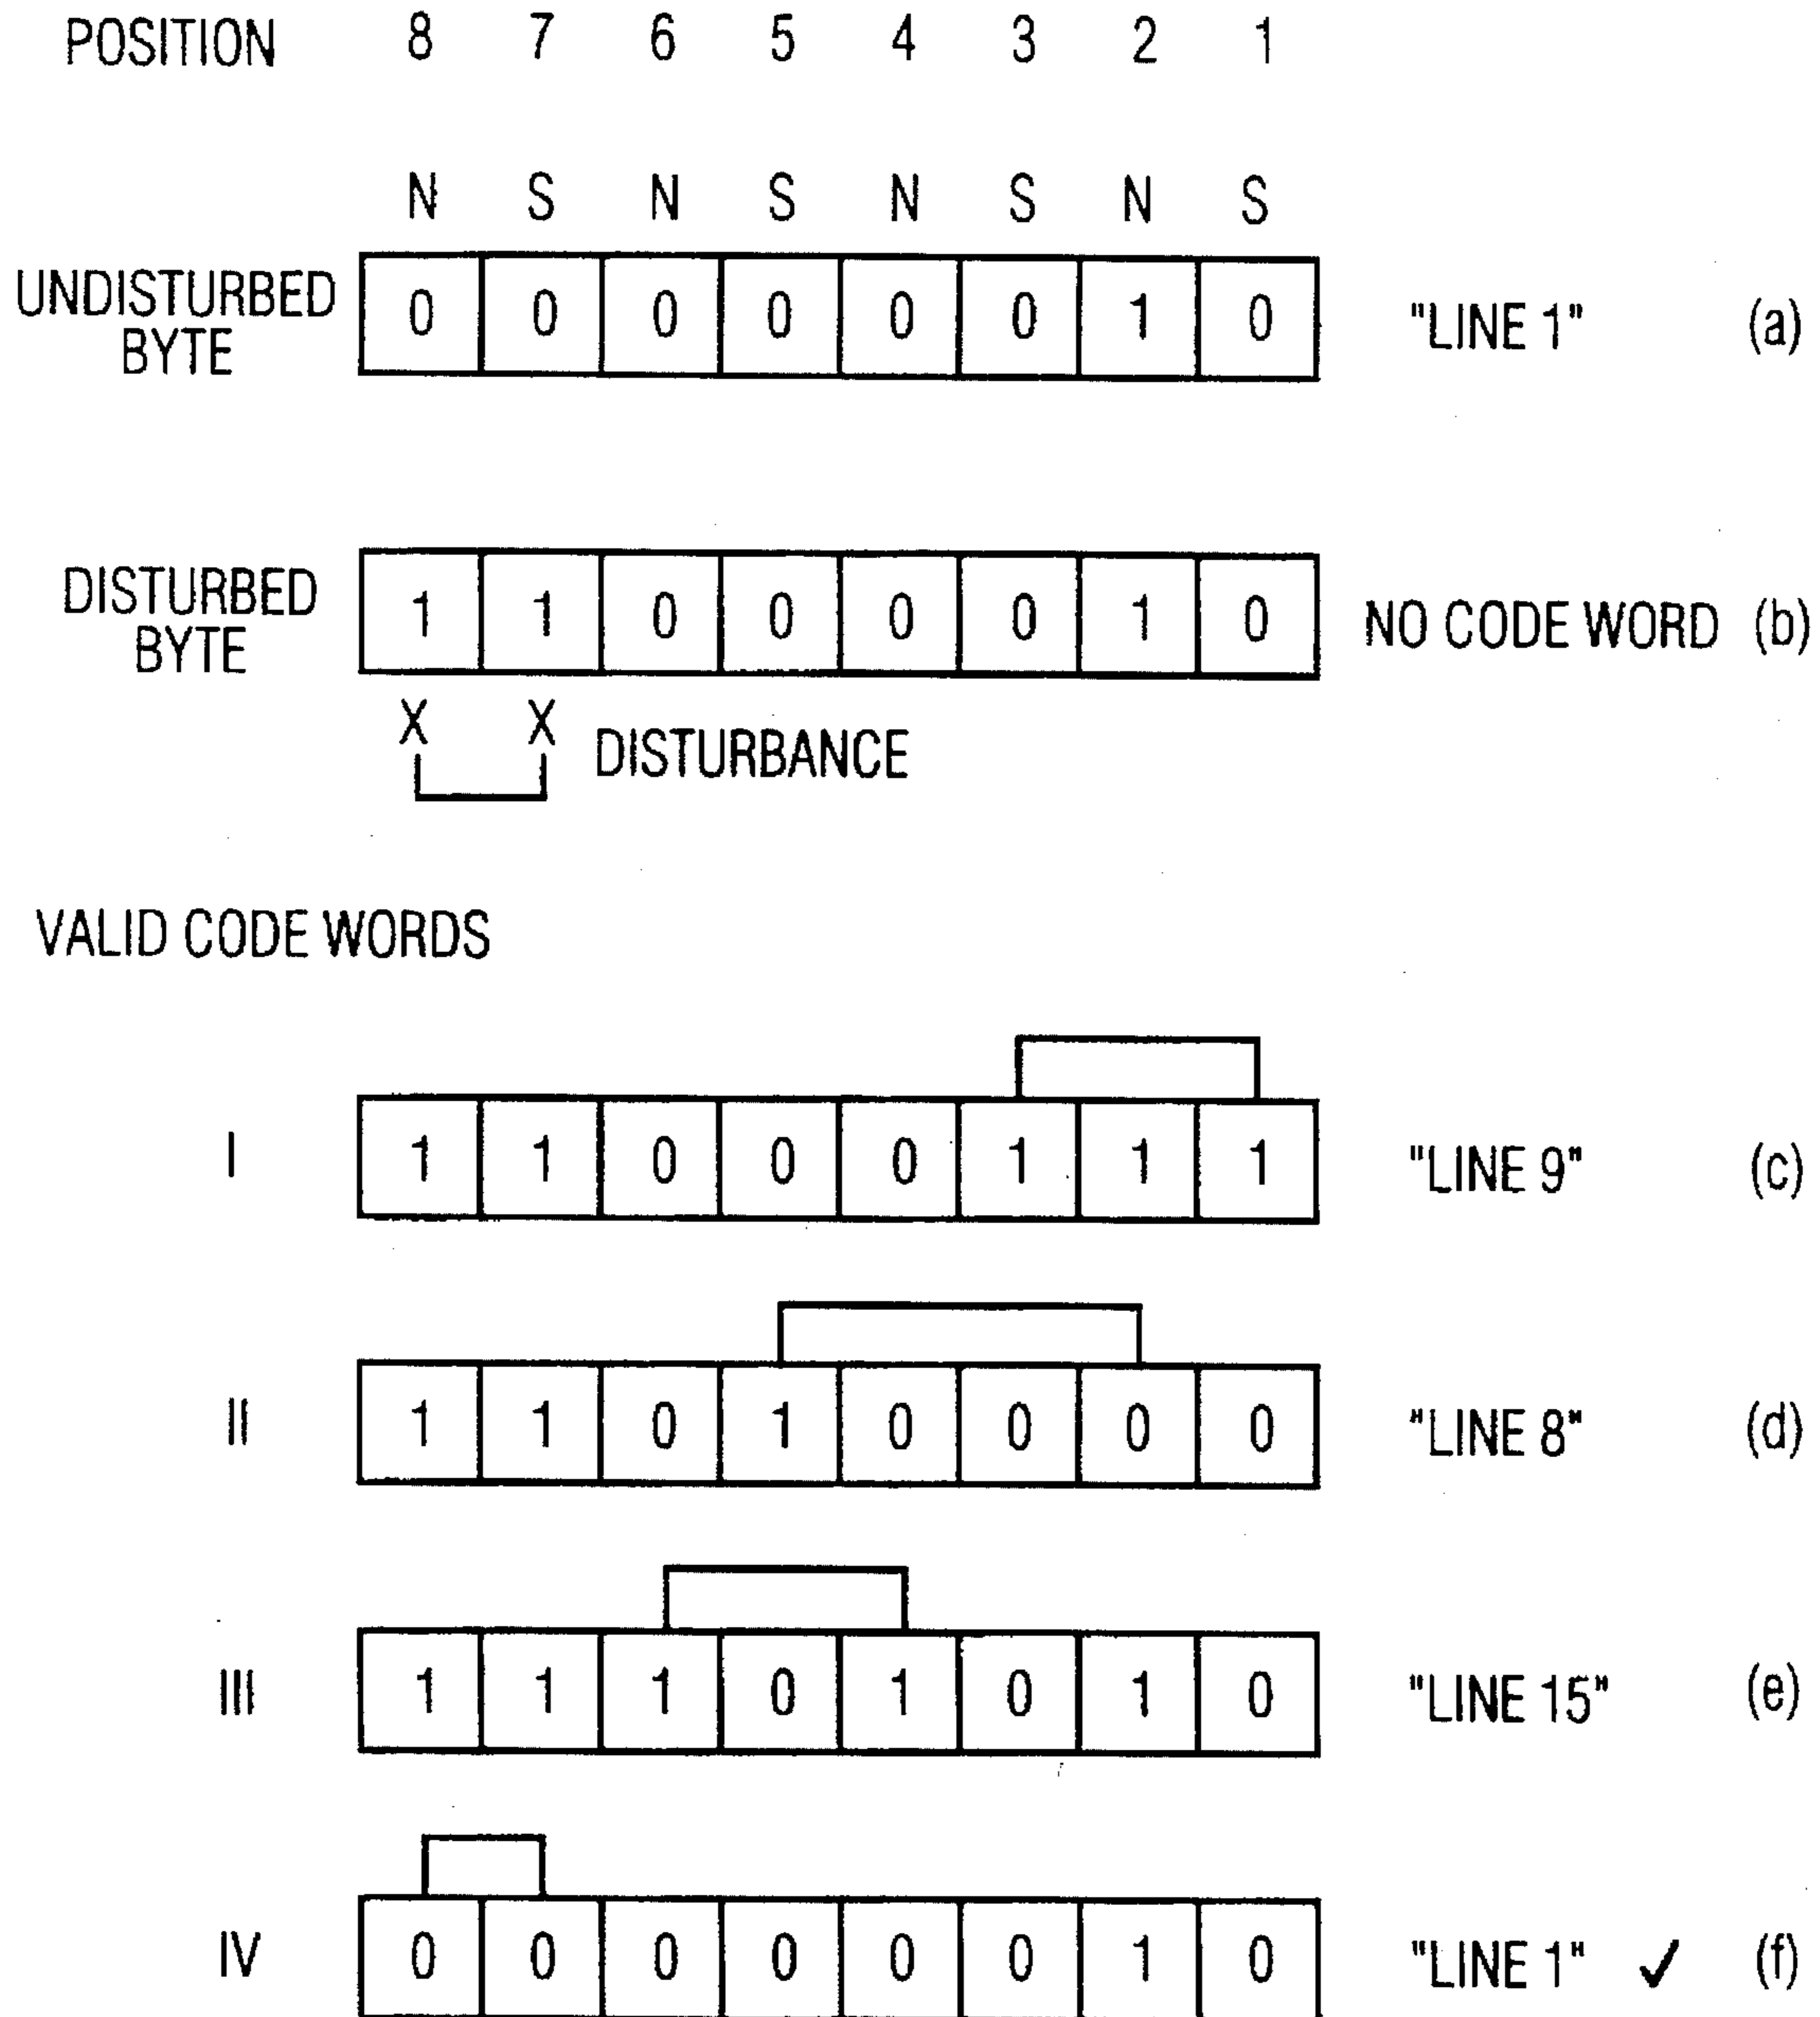 POSITION 8 7 6 5 4 3 2 1
N S N S N S N S
UNDISTURBED BYTE 0 0 0 0 0 0 1 0 "LINE 1" (a)
DISTURBED BYTE 1 1 0 0 0 0 1 0 NO CODE WORD (b)
X X DISTURBANCE
VALID CODE WORDS
I 1 1 0 0 0 1 1 1 "LINE 9" (c)
II 1 1 0 1 0 0 0 0 "LINE 8" (d)
III 1 1 1 0 1 0 1 0 "LINE 15" (e)
IV 0 0 0 0 0 0 1 0 "LINE 1" ✓ (f)